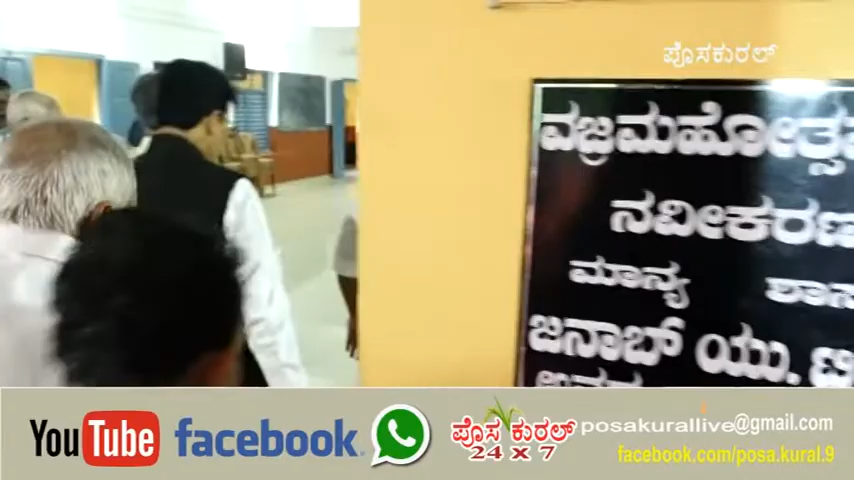 ಪೊಸಕುರಲ್
ವಜ್ರಮಹೋತ್ಸ
ನವೀಕರಣ
ಮಾನ್ಯ ಶಾಸ
ಜನಾಬ್ ಯು. ಟಿ
YouTube facebook. ಪೊಸ ಕುರಲ್ posakurallive@gmail.com
24 x 7 facebook.com/posa.kural.9